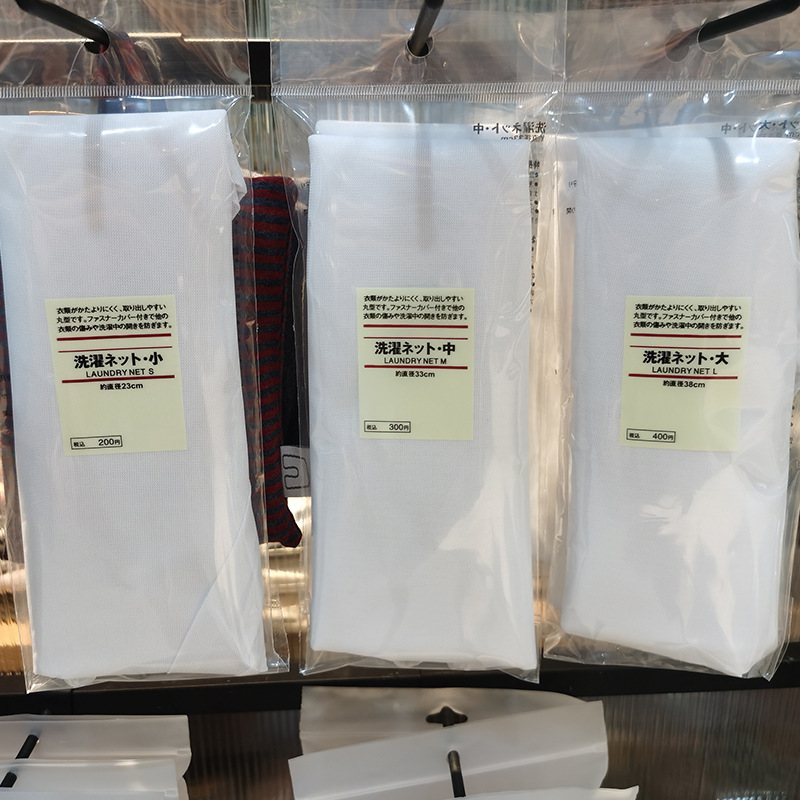 衣類がかたよりにくく、取り出しやすい
丸型です。ファスナーカバー付きで他の
衣類の傷みや洗濯中の開きを防ぎます。
洗濯ネット・小
LAUNDRY NET S
約直径23cm
税込 200円
衣類がかたよりにくく、取り出しやすい
丸型です。ファスナーカバー付きで他の
衣類の傷みや洗濯中の開きを防ぎます。
洗濯ネット・中
LAUNDRY NET M
約直径33cm
税込 300円
衣類がかたよりにくく、取り出しやすい
丸型です。ファスナーカバー付きで他の
衣類の傷みや洗濯中の開きを防ぎます。
洗濯ネット・大
LAUNDRY NET L
約直径38cm
税込 400円
洗濯ネット・中